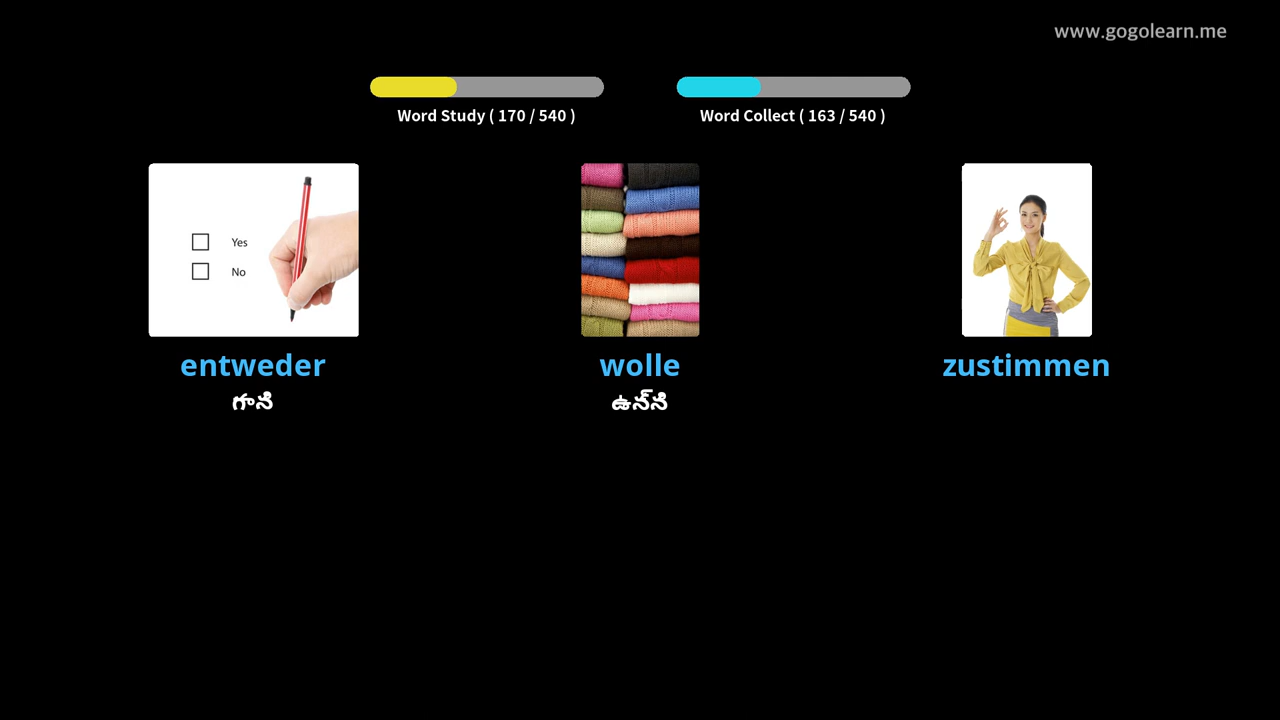 www.gogolearn.me
Word Study ( 170 / 540 )
Word Collect ( 163 / 540 )
Yes
No
entweder
wolle
zustimmen
గాని
ఉన్ని